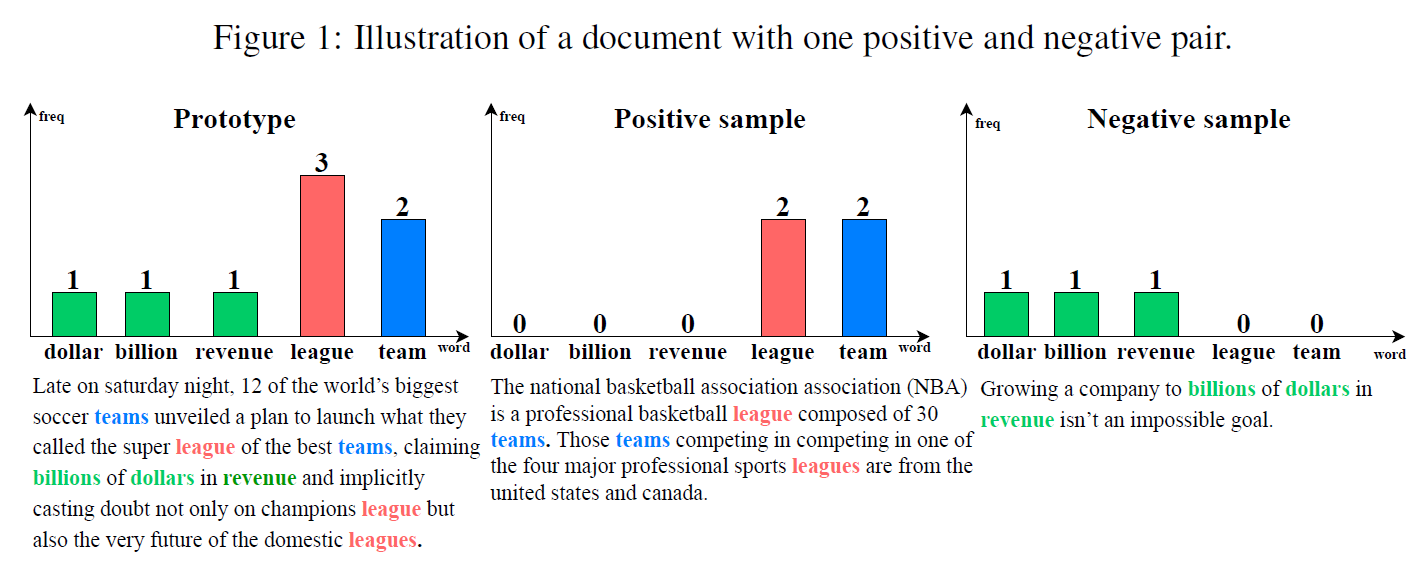 Figure 1: Illustration of a document with one positive and negative pair.
freq
Prototype
3
2
1 1 1
dollar billion revenue league team word
Late on saturday night, 12 of the world's biggest
soccer teams unveiled a plan to launch what they
called the super league of the best teams, claiming
billions of dollars in revenue and implicitly
casting doubt not only on champions league but
also the very future of the domestic leagues.
freq
Positive sample
2 2
0 0 0
dollar billion revenue league team word
The national basketball association association (NBA)
is a professional basketball league composed of 30
teams. Those teams competing in competing in one of
the four major professional sports leagues are from the
united states and canada.
freq
Negative sample
1 1 1
0 0
dollar billion revenue league team word
Growing a company to billions of dollars in
revenue isn't an impossible goal.